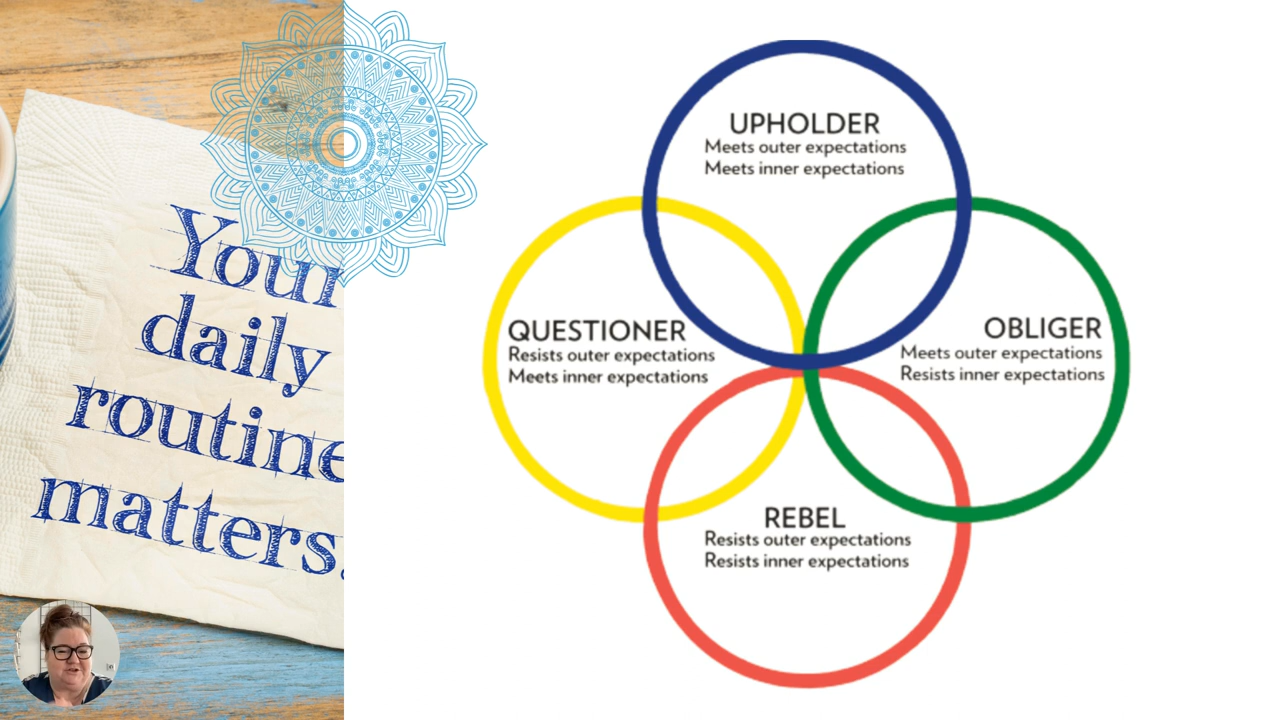 Your
daily
routine
matters.
UPHOLDER
Meets outer expectations
Meets inner expectations
QUESTIONER
Resists outer expectations
Meets inner expectations
OBLIGER
Meets outer expectations
Resists inner expectations
REBEL
Resists outer expectations
Resists inner expectations